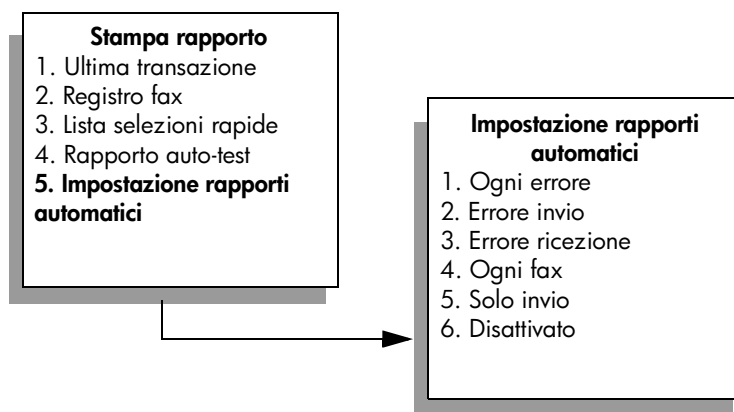 Stampa rapporto
1. Ultima transazione
2. Registro fax
3. Lista selezioni rapide
4. Rapporto auto-test
5. Impostazione rapporti
automatici
Impostazione rapporti
automatici
1. Ogni errore
2. Errore invio
3. Errore ricezione
4. Ogni fax
5. Solo invio
6. Disattivato